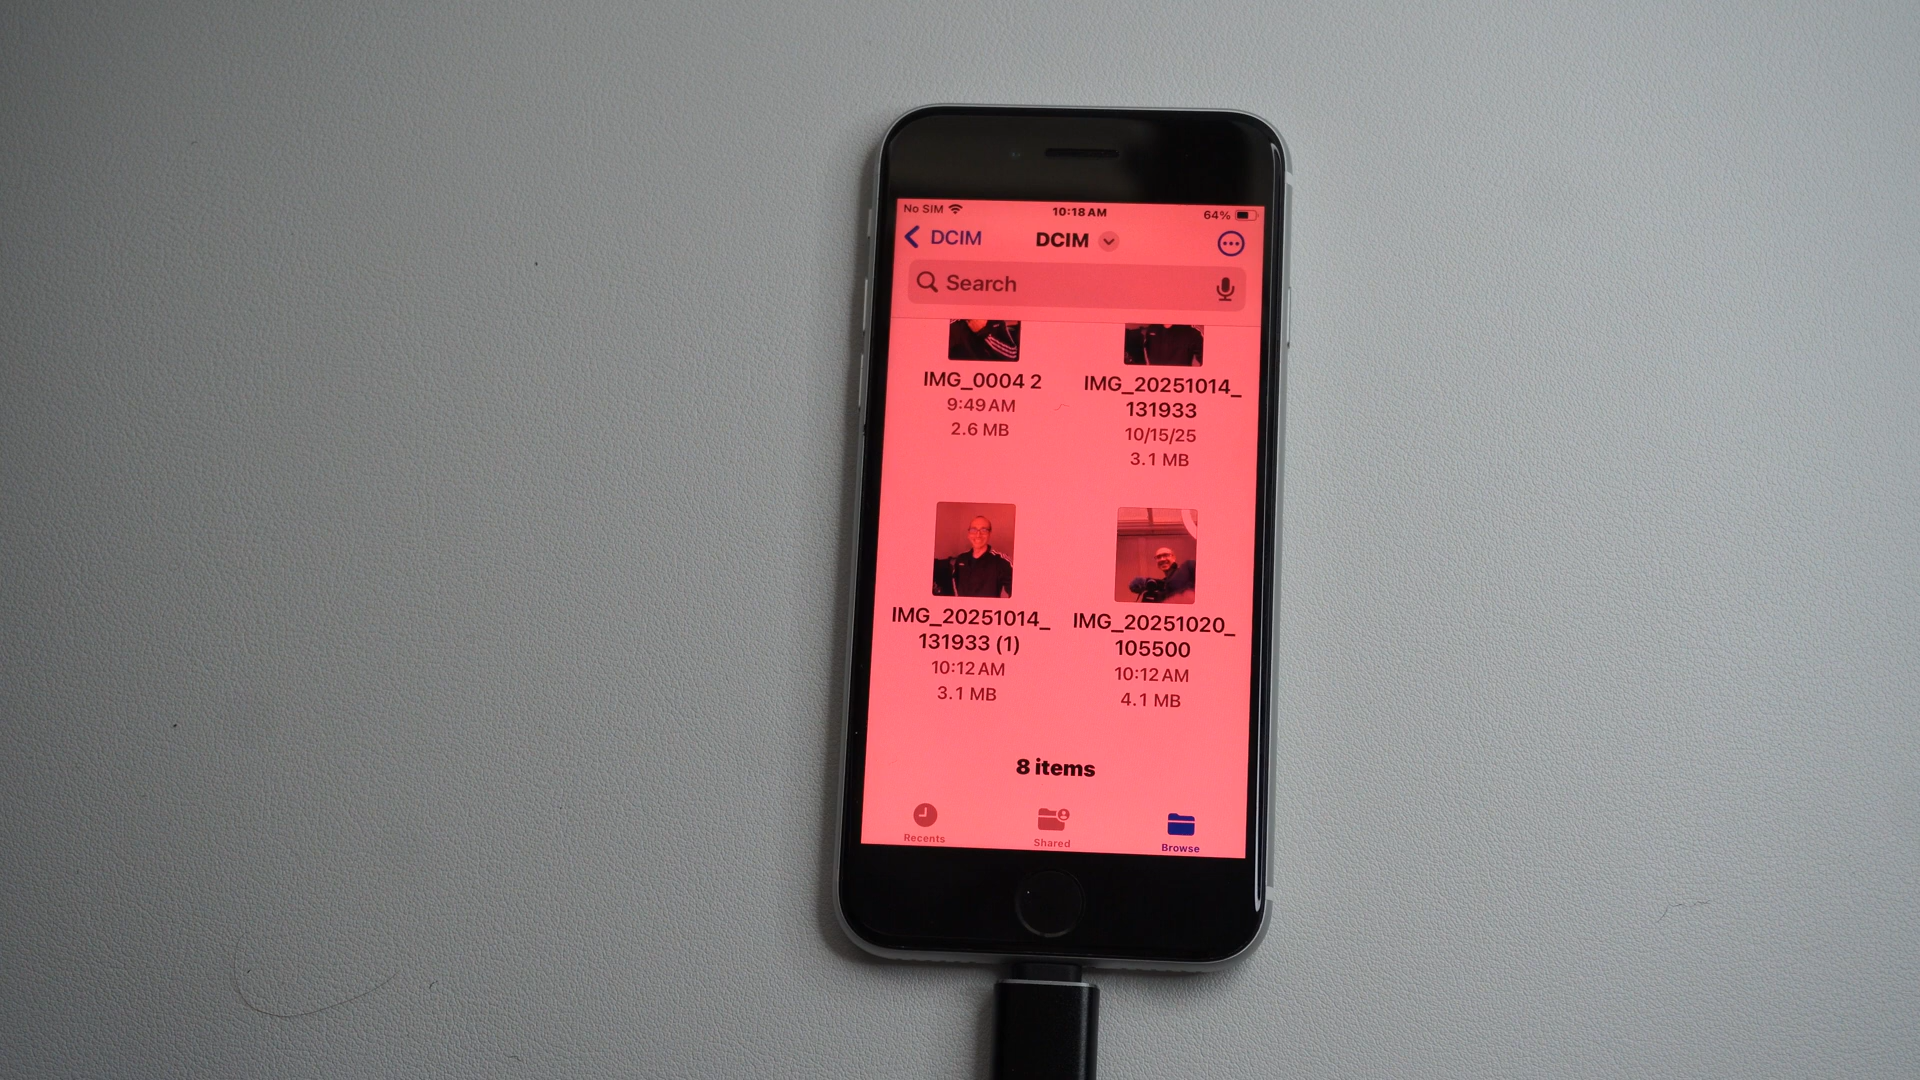 No SIM 10:18 AM 64%
DCIM DCIM
Search
IMG_0004 2
9:49 AM
2.6 MB
IMG_20251014_
131933
10/15/25
3.1 MB
IMG_20251014_
131933 (1)
10:12 AM
3.1 MB
IMG_20251020_
105500
10:12 AM
4.1 MB
8 items
Recents Shared Browse